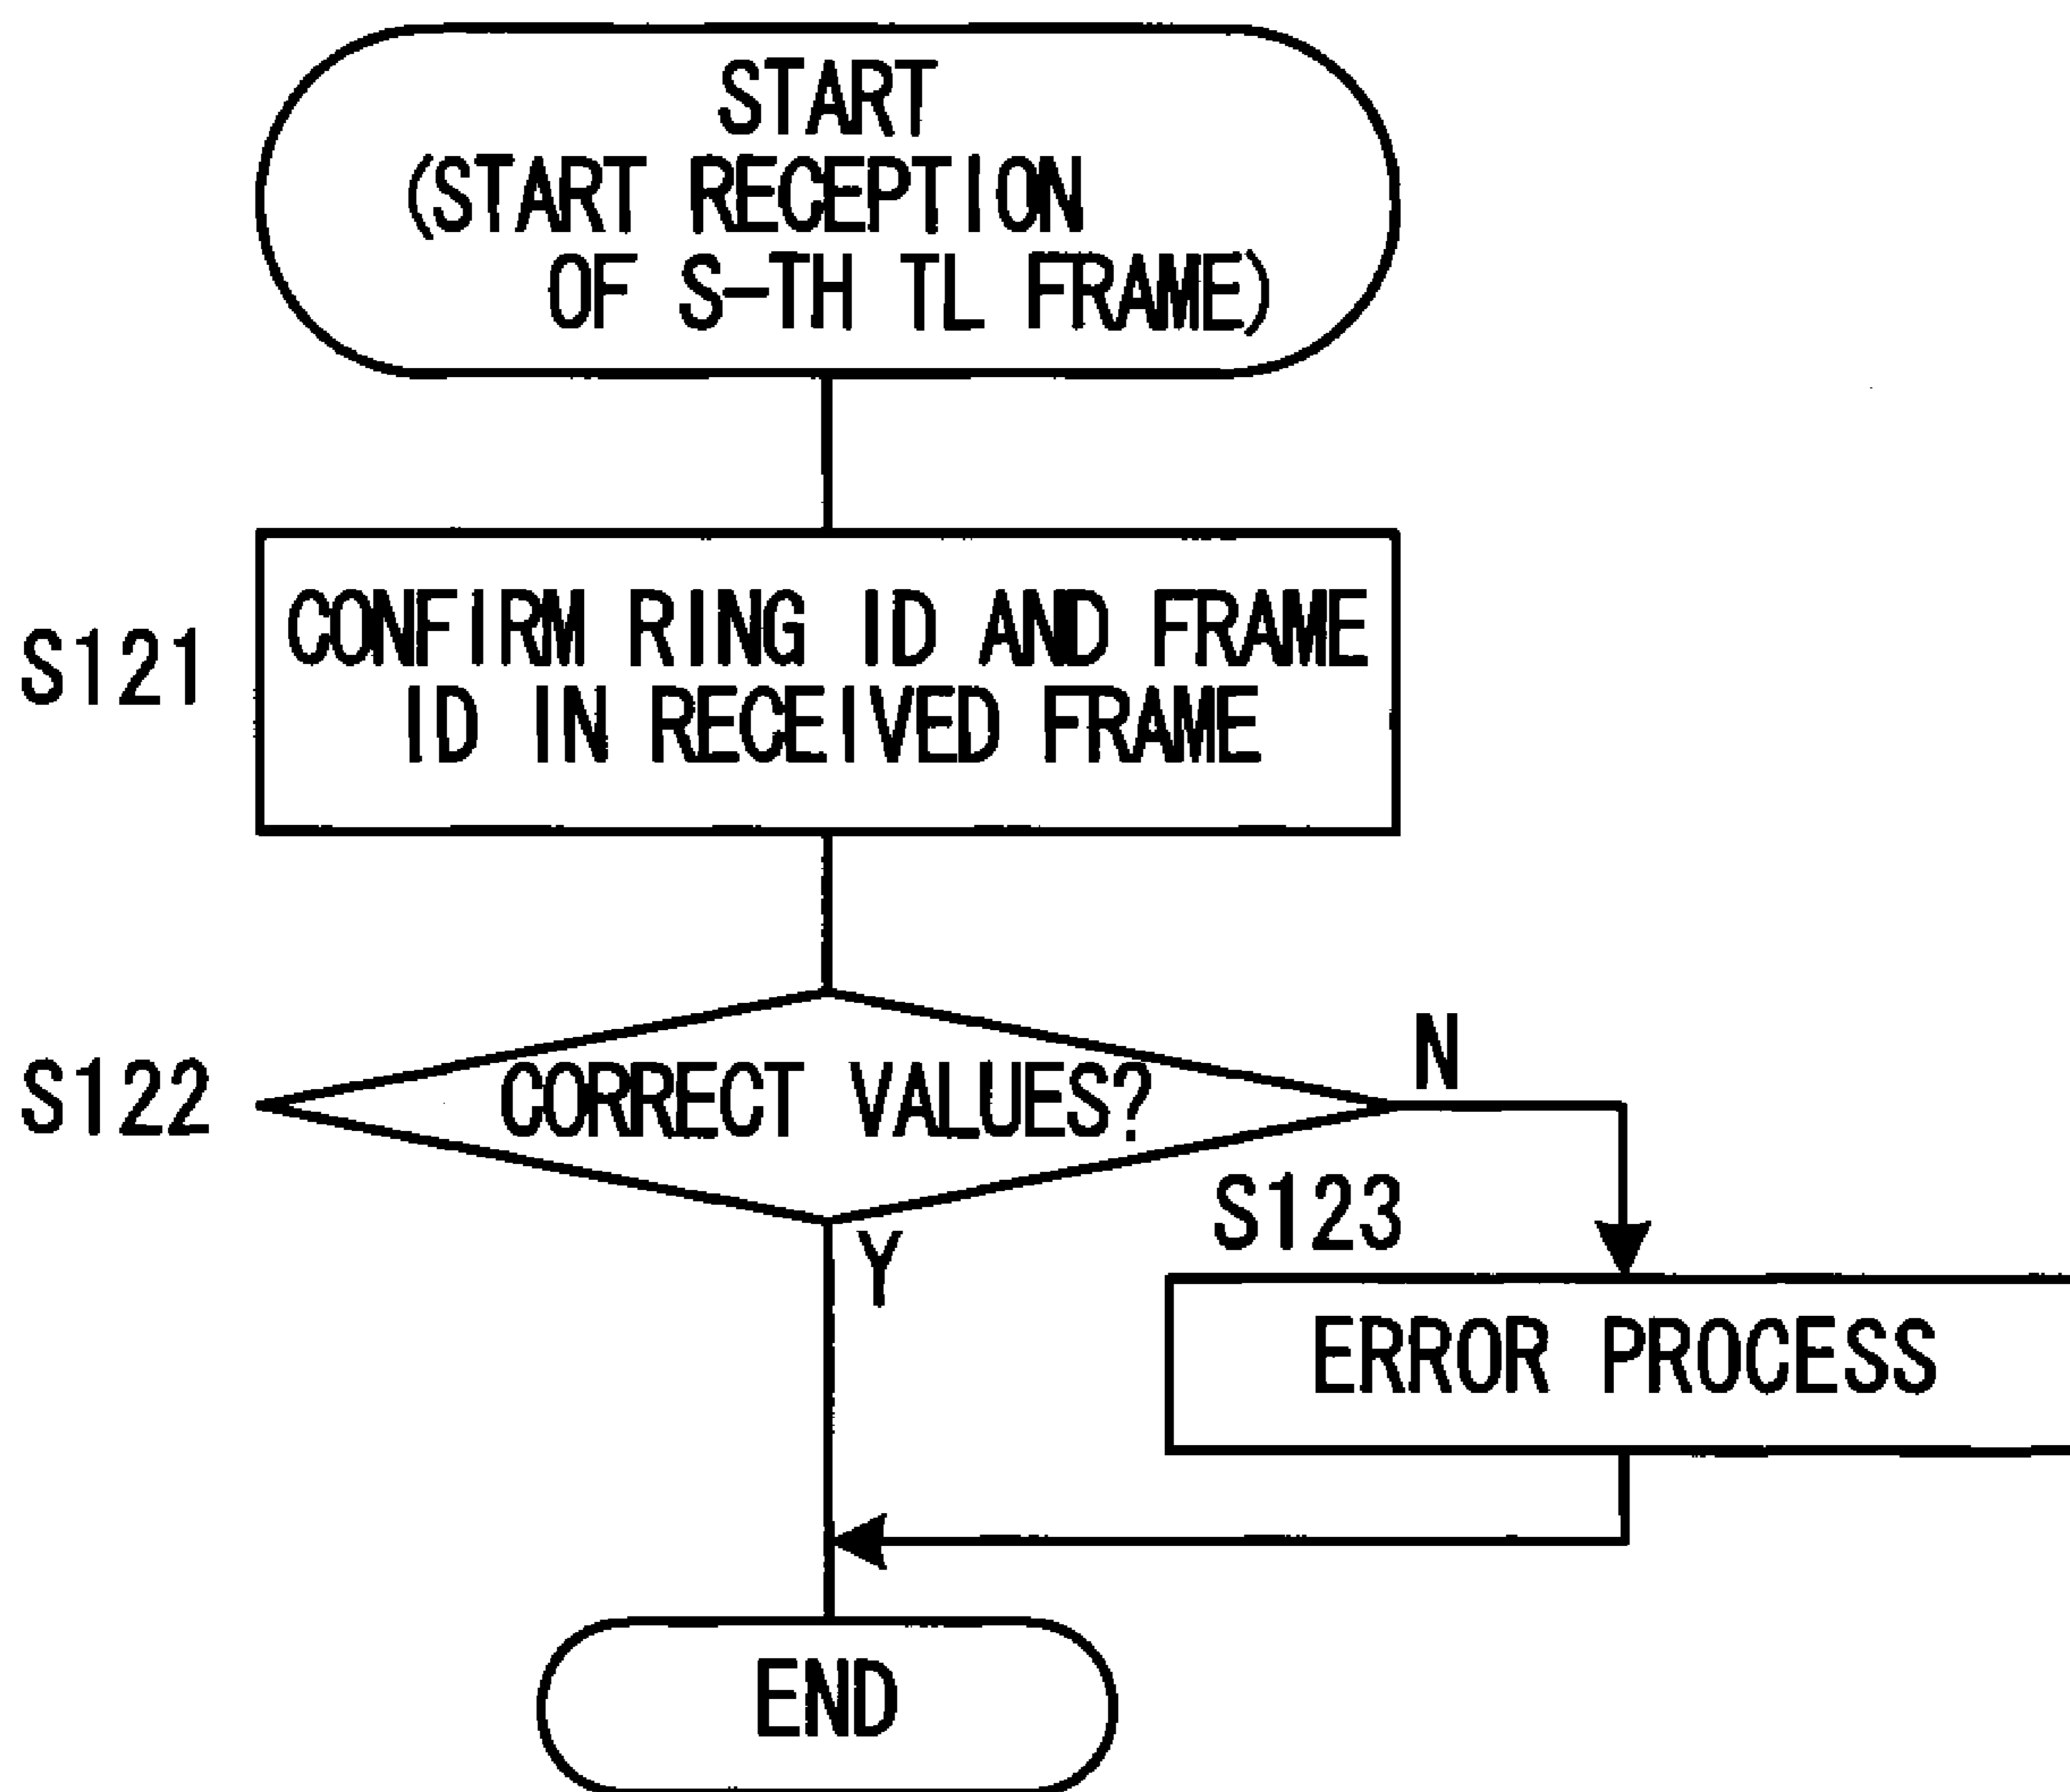 START
(START RECEPTION
OF S-TH TL FRAME)
S121
CONFIRM RING ID AND FRAME
ID IN RECEIVED FRAME
S122
CORRECT VALUES?
N
Y
S123
ERROR PROCESS
END